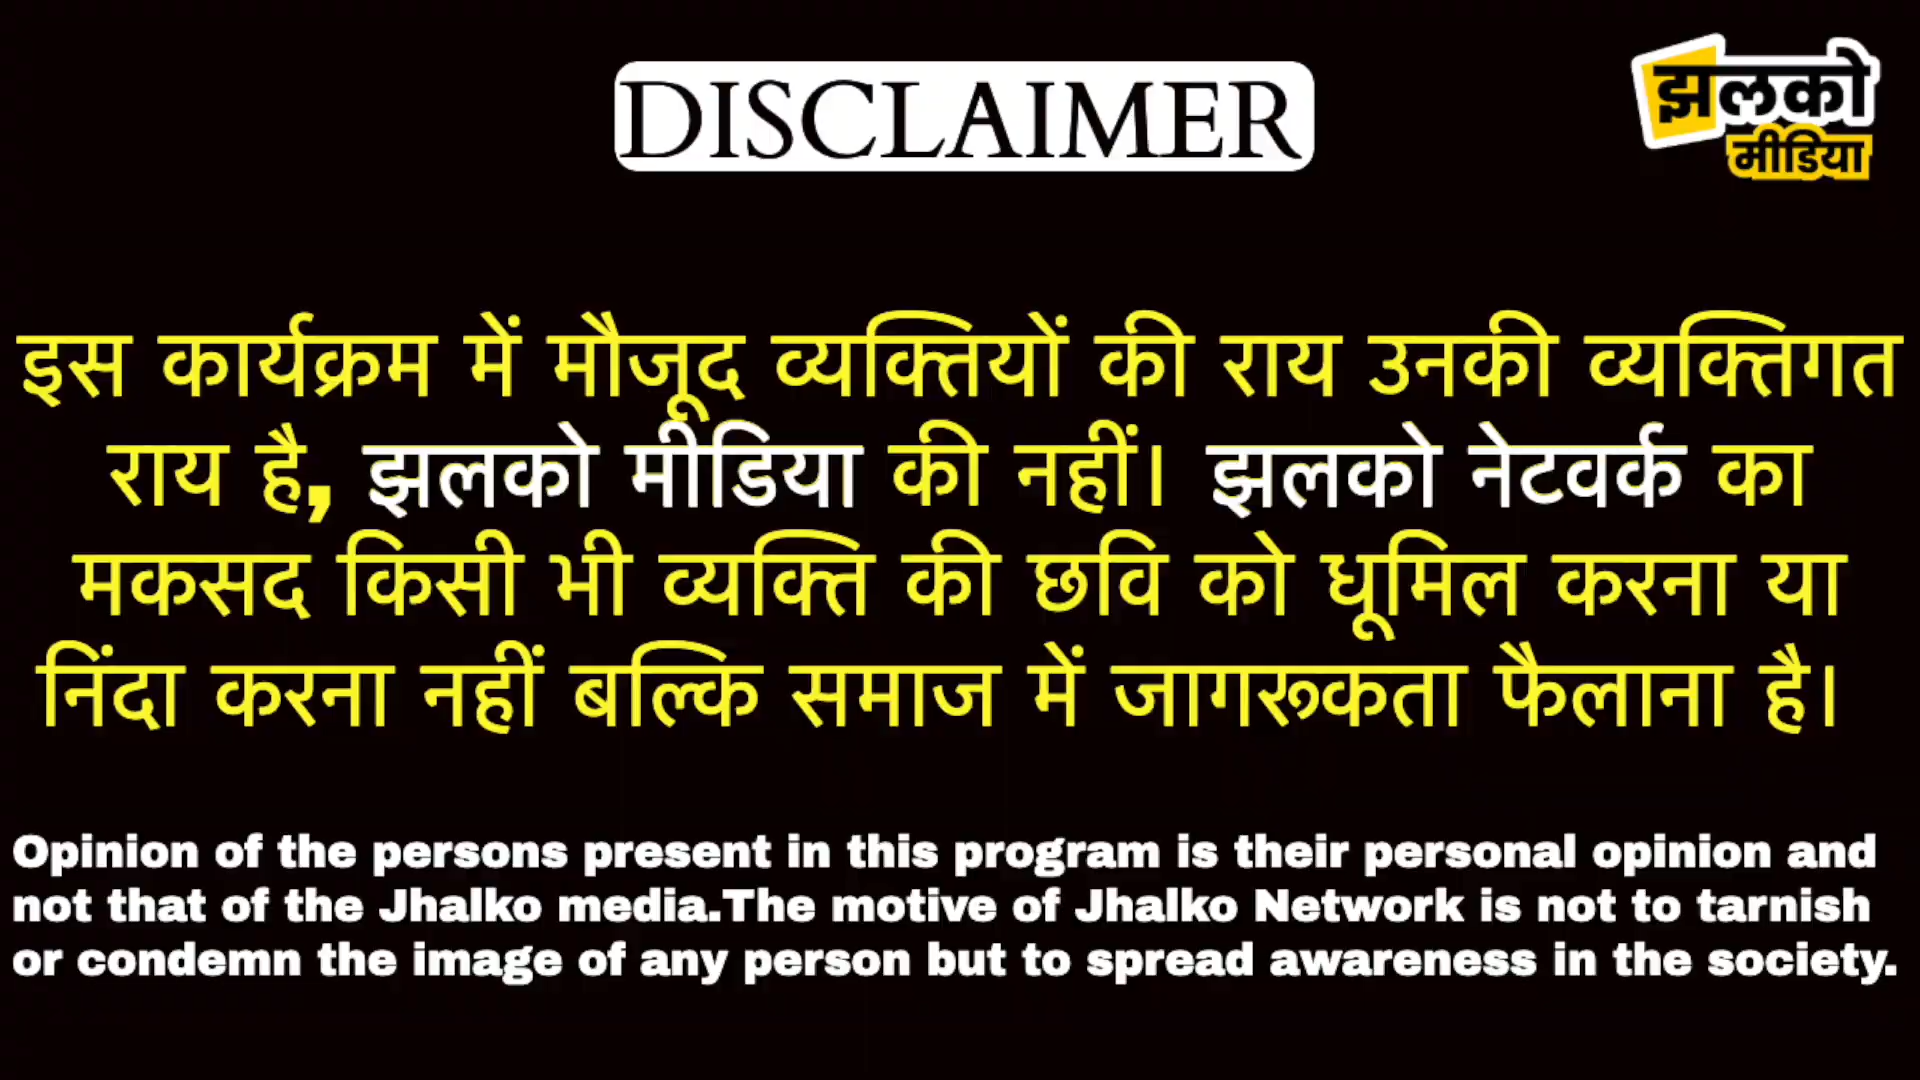 DISCLAIMER
झलको
मीडिया
इस कार्यक्रम में मौजूद व्यक्तियों की राय उनकी व्यक्तिगत
राय है, झलको मीडिया की नहीं। झलको नेटवर्क का
मकसद किसी भी व्यक्ति की छवि को धूमिल करना या
निंदा करना नहीं बल्कि समाज में जागरूकता फैलाना है।
Opinion of the persons present in this program is their personal opinion and
not that of the Jhalko media.The motive of Jhalko Network is not to tarnish
or condemn the image of any person but to spread awareness in the society.